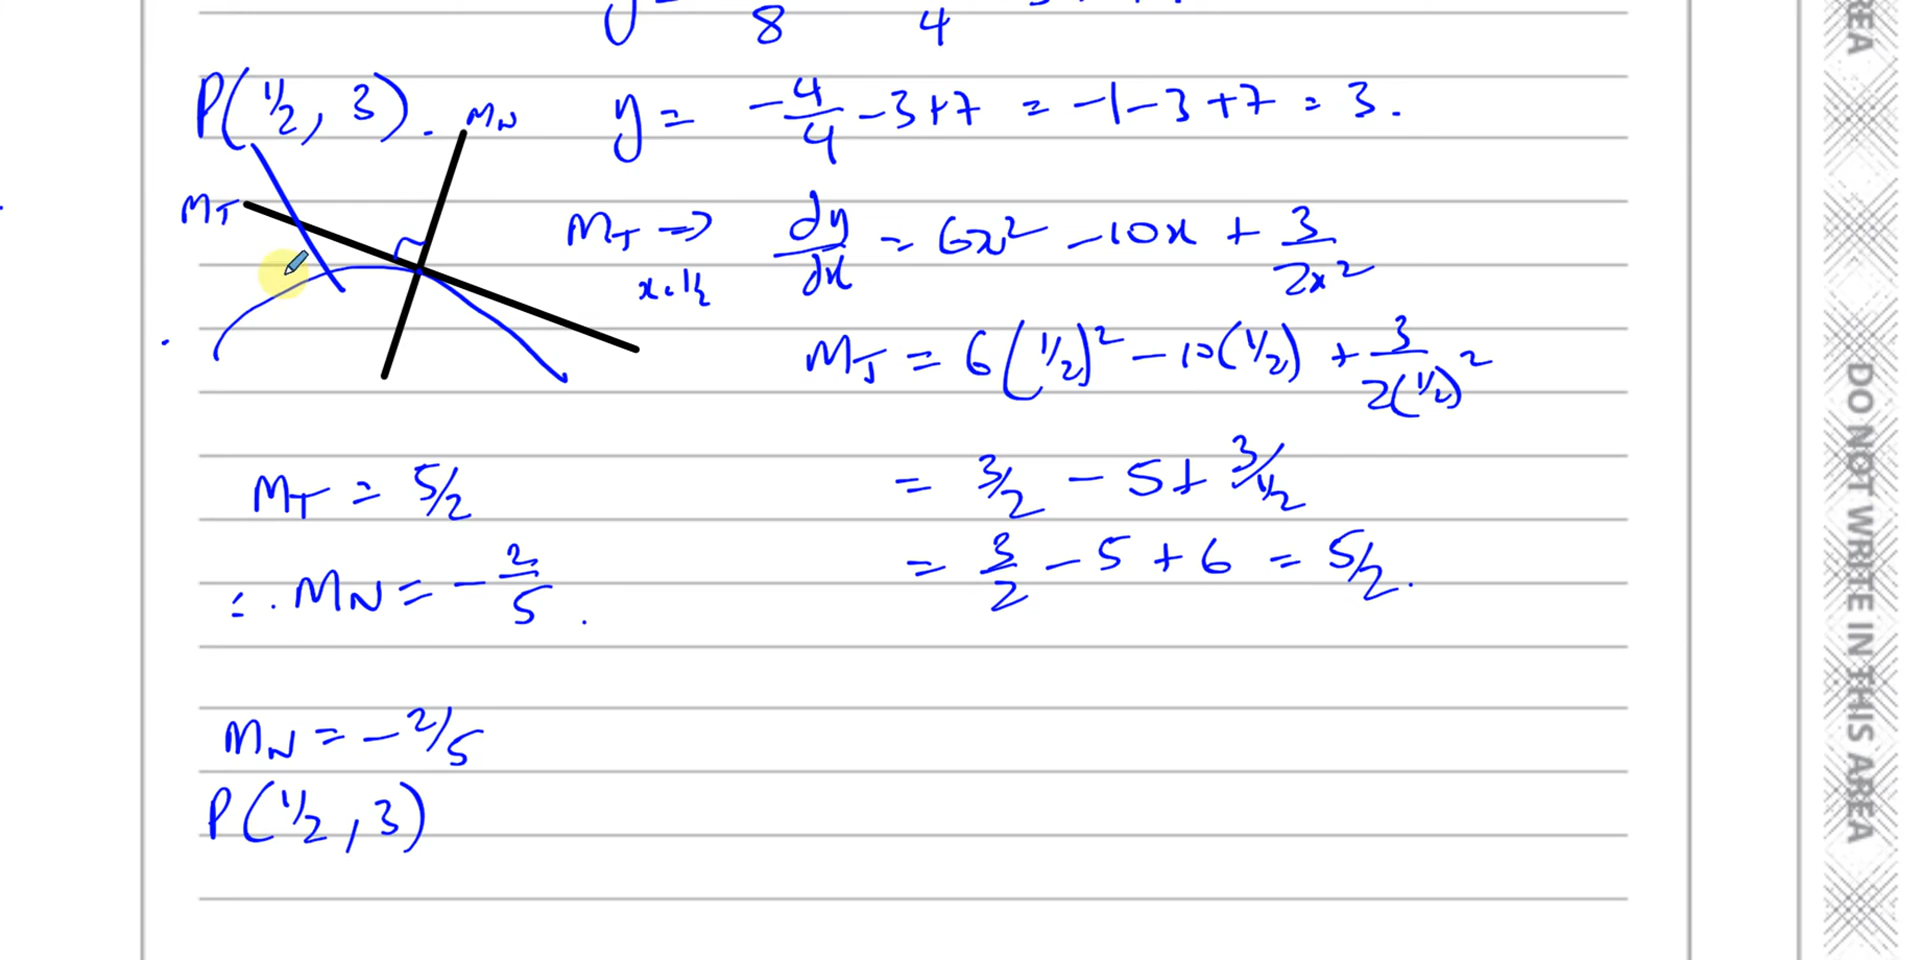 y = 8 4
P(1/2, 3). MN
y = -4/4 - 3 + 7 = -1 - 3 + 7 = 3.
MT
MT => dy/dx = 6x² - 10x + 3/2x²
x=1/2
MT = 6(1/2)² - 10(1/2) + 3/2(1/2)²
MT = 5/2
= 3/2 - 5 + 3/1/2
∴ MN = -2/5.
= 3/2 - 5 + 6 = 5/2.
MN = -2/5
P(1/2, 3)
REA
DO NOT WRITE IN THIS AREA